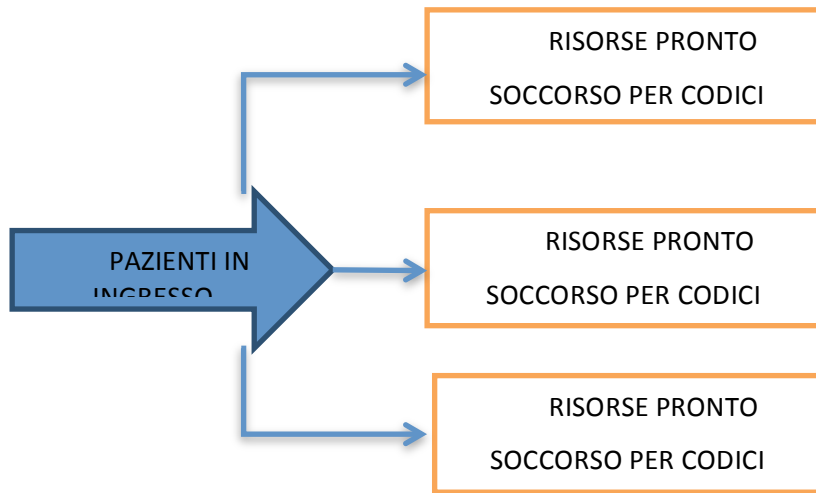 RISORSE PRONTO
SOCCORSO PER CODICI
PAZIENTI IN
INGRESSO
RISORSE PRONTO
SOCCORSO PER CODICI
RISORSE PRONTO
SOCCORSO PER CODICI